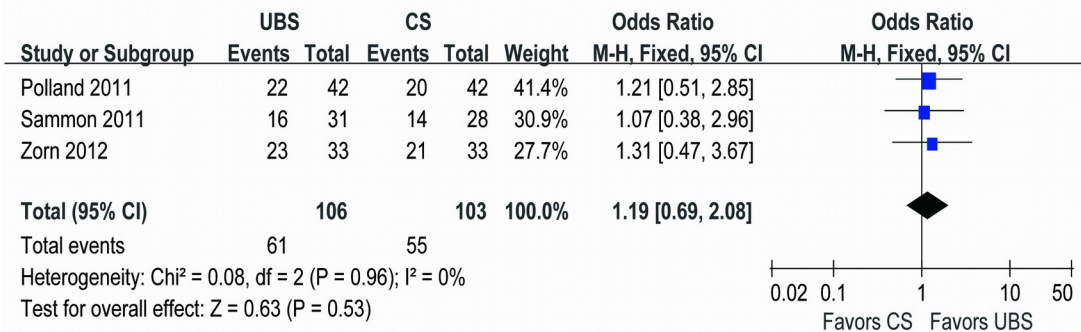 UBS CS Odds Ratio Odds Ratio
Study or Subgroup Events Total Events Total Weight M-H, Fixed, 95% CI M-H, Fixed, 95% CI
Polland 2011 22 42 20 42 41.4% 1.21 [0.51, 2.85]
Sammon 2011 16 31 14 28 30.9% 1.07 [0.38, 2.96]
Zorn 2012 23 33 21 33 27.7% 1.31 [0.47, 3.67]
Total (95% CI) 106 103 100.0% 1.19 [0.69, 2.08]
Total events 61 55
Heterogeneity: Chi² = 0.08, df = 2 (P = 0.96); I² = 0%
Test for overall effect: Z = 0.63 (P = 0.53)
0.02 0.1 1 10 50
Favors CS Favors UBS